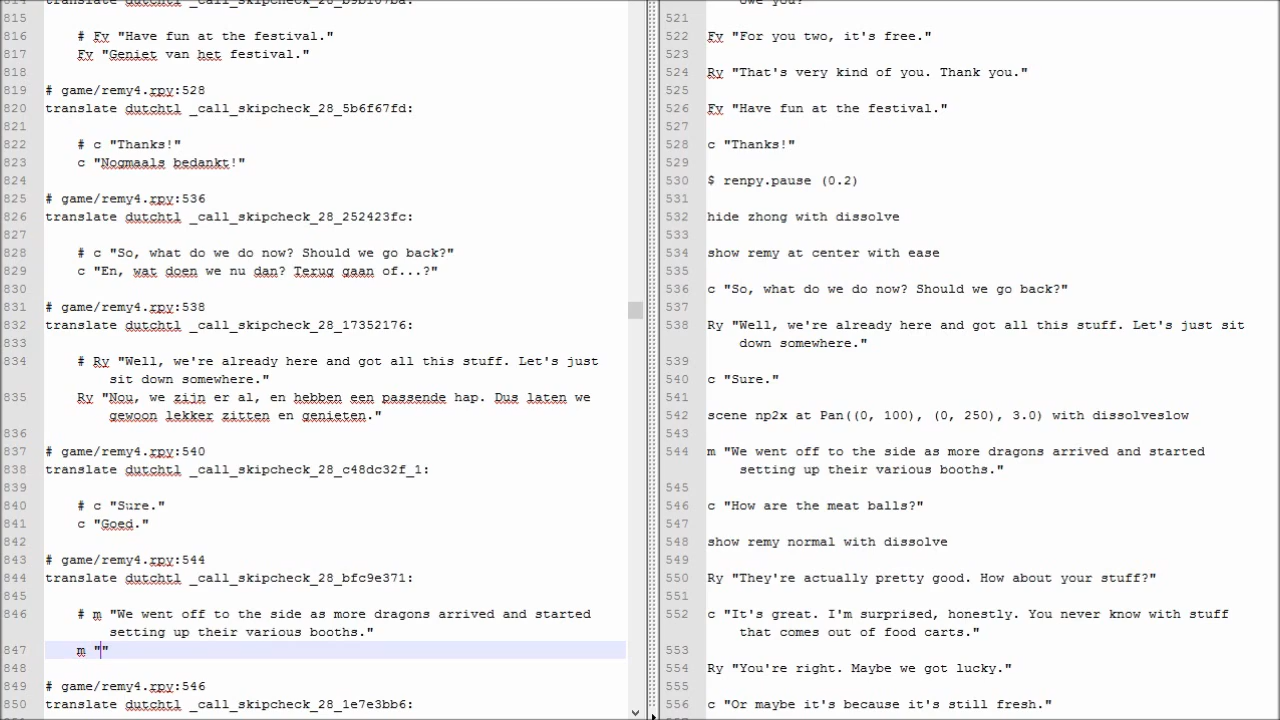 815
816 # Fv "Have fun at the festival."
817 Fv "Geniet van het festival."
818
819 # game/remy4.rpy:528
820 translate dutchtl _call_skipcheck_28_5b6f67fd:
821
822 # c "Thanks!"
823 c "Nogmaals bedankt!"
824
825 # game/remy4.rpy:536
826 translate dutchtl _call_skipcheck_28_252423fc:
827
828 # c "So, what do we do now? Should we go back?"
829 c "En, wat doen we nu dan? Terug gaan of...?"
830
831 # game/remy4.rpy:538
832 translate dutchtl _call_skipcheck_28_17352176:
833
834 # Ry "Well, we're already here and got all this stuff. Let's just
sit down somewhere."
835 Ry "Nou, we zijn er al, en hebben een passende hap. Dus laten we
gewoon lekker zitten en genieten."
836
837 # game/remy4.rpy:540
838 translate dutchtl _call_skipcheck_28_c48dc32f_1:
839
840 # c "Sure."
841 c "Goed."
842
843 # game/remy4.rpy:544
844 translate dutchtl _call_skipcheck_28_bfc9e371:
845
846 # m "We went off to the side as more dragons arrived and started
setting up their various booths."
847 m ""
848
849 # game/remy4.rpy:546
850 translate dutchtl _call_skipcheck_28_1e7e3bb6:
521
522 Fv "For you two, it's free."
523
524 Ry "That's very kind of you. Thank you."
525
526 Fv "Have fun at the festival."
527
528 c "Thanks!"
529
530 $ renpy.pause (0.2)
531
532 hide zhong with dissolve
533
534 show remy at center with ease
535
536 c "So, what do we do now? Should we go back?"
537
538 Ry "Well, we're already here and got all this stuff. Let's just sit
down somewhere."
539
540 c "Sure."
541
542 scene np2x at Pan((0, 100), (0, 250), 3.0) with dissolveslow
543
544 m "We went off to the side as more dragons arrived and started
setting up their various booths."
545
546 c "How are the meat balls?"
547
548 show remy normal with dissolve
549
550 Ry "They're actually pretty good. How about your stuff?"
551
552 c "It's great. I'm surprised, honestly. You never know with stuff
that comes out of food carts."
553
554 Ry "You're right. Maybe we got lucky."
555
556 c "Or maybe it's because it's still fresh."